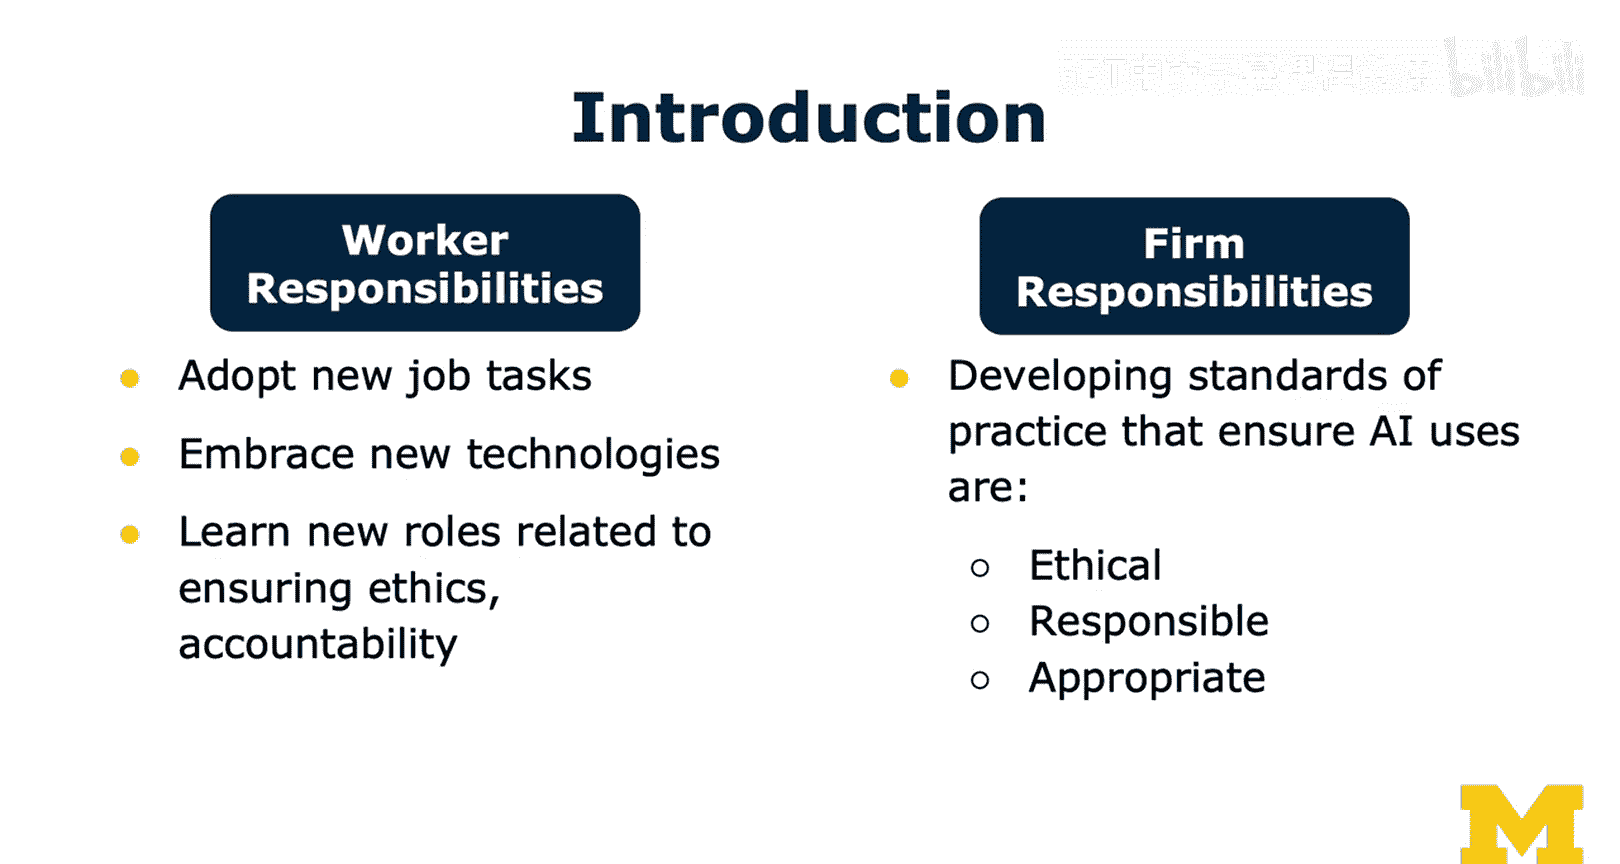 bilibili
Introduction
Worker
Responsibilities
Adopt new job tasks
Embrace new technologies
Learn new roles related to
ensuring ethics,
accountability
Firm
Responsibilities
Developing standards of
practice that ensure AI uses
are:
Ethical
Responsible
Appropriate
M